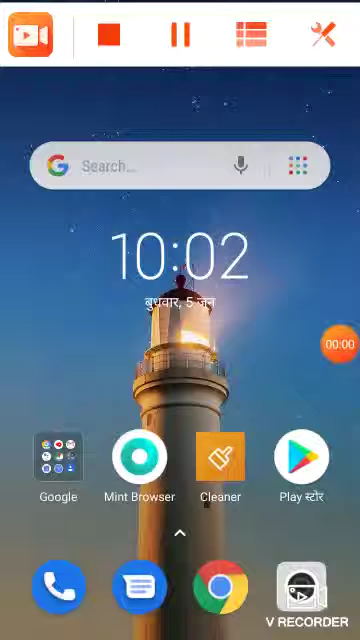 Search...
10:02
बुधवार, 5 जून
00:00
Google
Mint Browser
Cleaner
Play स्टोर
V RECORDER